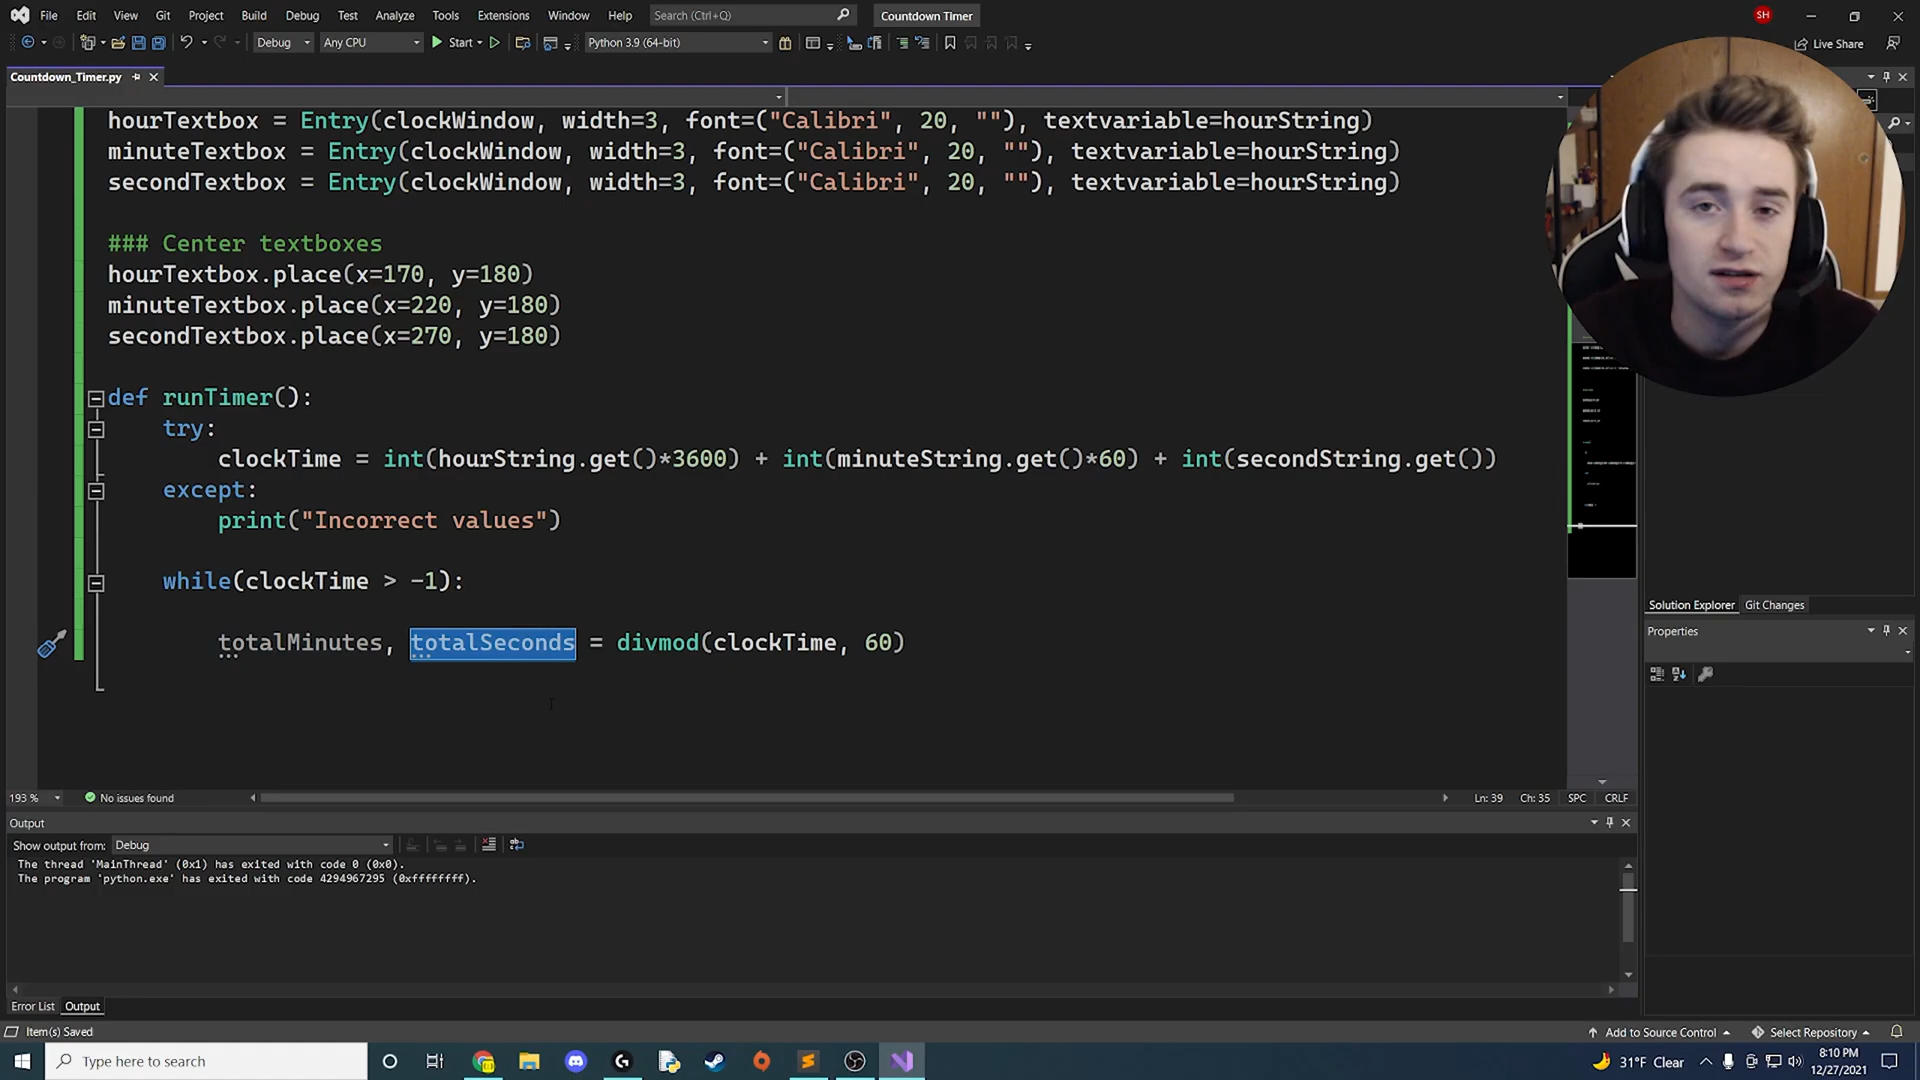 File Edit View Git Project Build Debug Test Analyze Tools Extensions Window Help Search (Ctrl+Q) Countdown Timer SH
Debug Any CPU Start Python 3.9 (64-bit) Live Share
Countdown_Timer.py
hourTextbox = Entry(clockWindow, width=3, font=("Calibri", 20, ""), textvariable=hourString)
minuteTextbox = Entry(clockWindow, width=3, font=("Calibri", 20, ""), textvariable=hourString)
secondTextbox = Entry(clockWindow, width=3, font=("Calibri", 20, ""), textvariable=hourString)
### Center textboxes
hourTextbox.place(x=170, y=180)
minuteTextbox.place(x=220, y=180)
secondTextbox.place(x=270, y=180)
def runTimer():
try:
clockTime = int(hourString.get()*3600) + int(minuteString.get()*60) + int(secondString.get())
except:
print("Incorrect values")
while(clockTime > -1):
totalMinutes, totalSeconds = divmod(clockTime, 60)
Solution Explorer Git Changes
Properties
193 % No issues found Ln: 39 Ch: 35 SPC CRLF
Output
Show output from: Debug
The thread 'MainThread' (0x1) has exited with code 0 (0x0).
The program 'python.exe' has exited with code 4294967295 (0xffffffff).
Error List Output
Item(s) Saved Add to Source Control Select Repository
Type here to search 31°F Clear 8:10 PM
12/27/2021